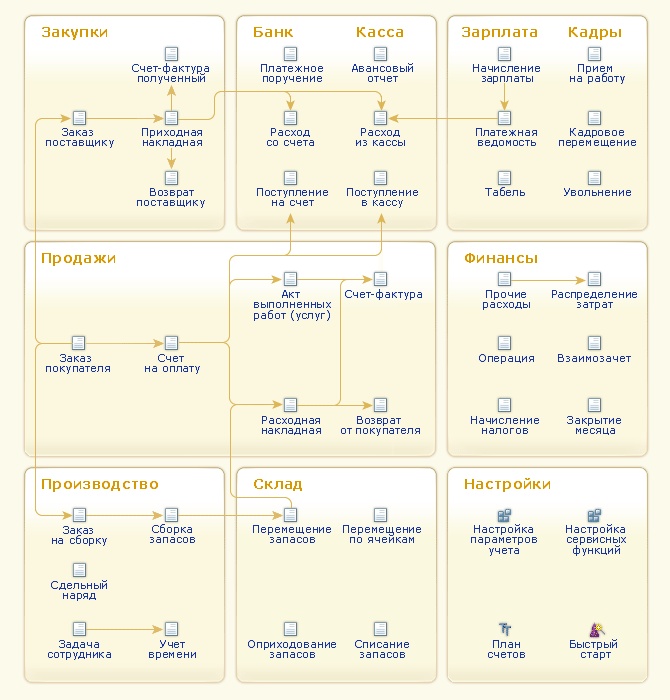 Закупки
Счет-фактура
полученный
Заказ
поставщику
Приходная
накладная
Возврат
поставщику
Банк
Касса
Платежное
поручение
Авансовый
отчет
Расход
со счета
Расход
из кассы
Поступление
на счет
Поступление
в кассу
Зарплата
Кадры
Начисление
зарплаты
Прием
на работу
Платежная
ведомость
Кадровое
перемещение
Табель
Увольнение
Продажи
Акт
выполненных
работ (услуг)
Счет-фактура
Заказ
покупателя
Счет
на оплату
Расходная
накладная
Возврат
от покупателя
Финансы
Прочие
расходы
Распределение
затрат
Операция
Взаимозачет
Начисление
налогов
Закрытие
месяца
Производство
Заказ
на сборку
Сборка
запасов
Сдельный
наряд
Задача
сотрудника
Учет
времени
Склад
Перемещение
запасов
Перемещение
по ячейкам
Оприходование
запасов
Списание
запасов
Настройки
Настройка
параметров
учета
Настройка
сервисных
функций
План
счетов
Быстрый
старт